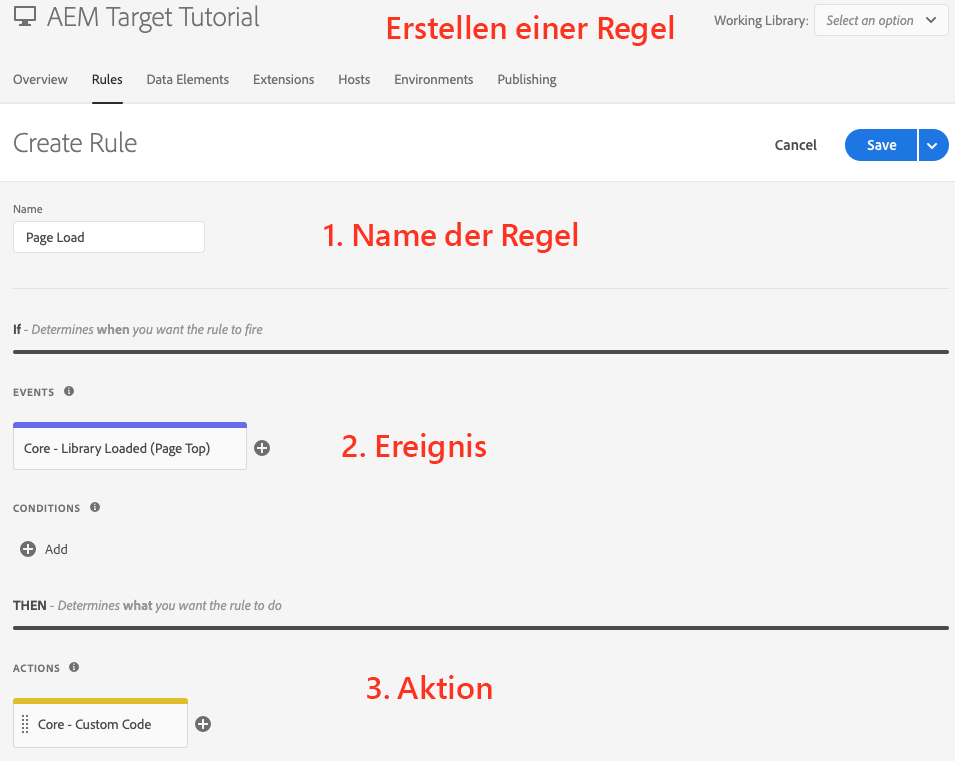 AEM Target Tutorial
Erstellen einer Regel
Working Library:
Select an option
Overview
Rules
Data Elements
Extensions
Hosts
Environments
Publishing
Create Rule
Cancel
Save
Name
Page Load
1. Name der Regel
If - Determines when you want the rule to fire
EVENTS
Core - Library Loaded (Page Top)
2. Ereignis
CONDITIONS
Add
THEN - Determines what you want the rule to do
ACTIONS
3. Aktion
Core - Custom Code